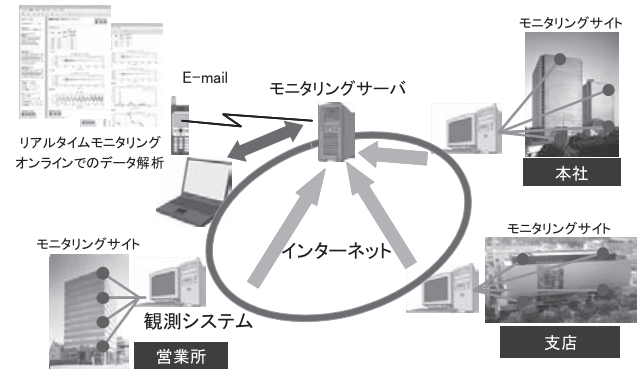 E-mail
モニタリングサーバ
モニタリングサイト
本社
リアルタイムモニタリング
オンラインでのデータ解析
モニタリングサイト
支店
インターネット
モニタリングサイト
観測システム
営業所